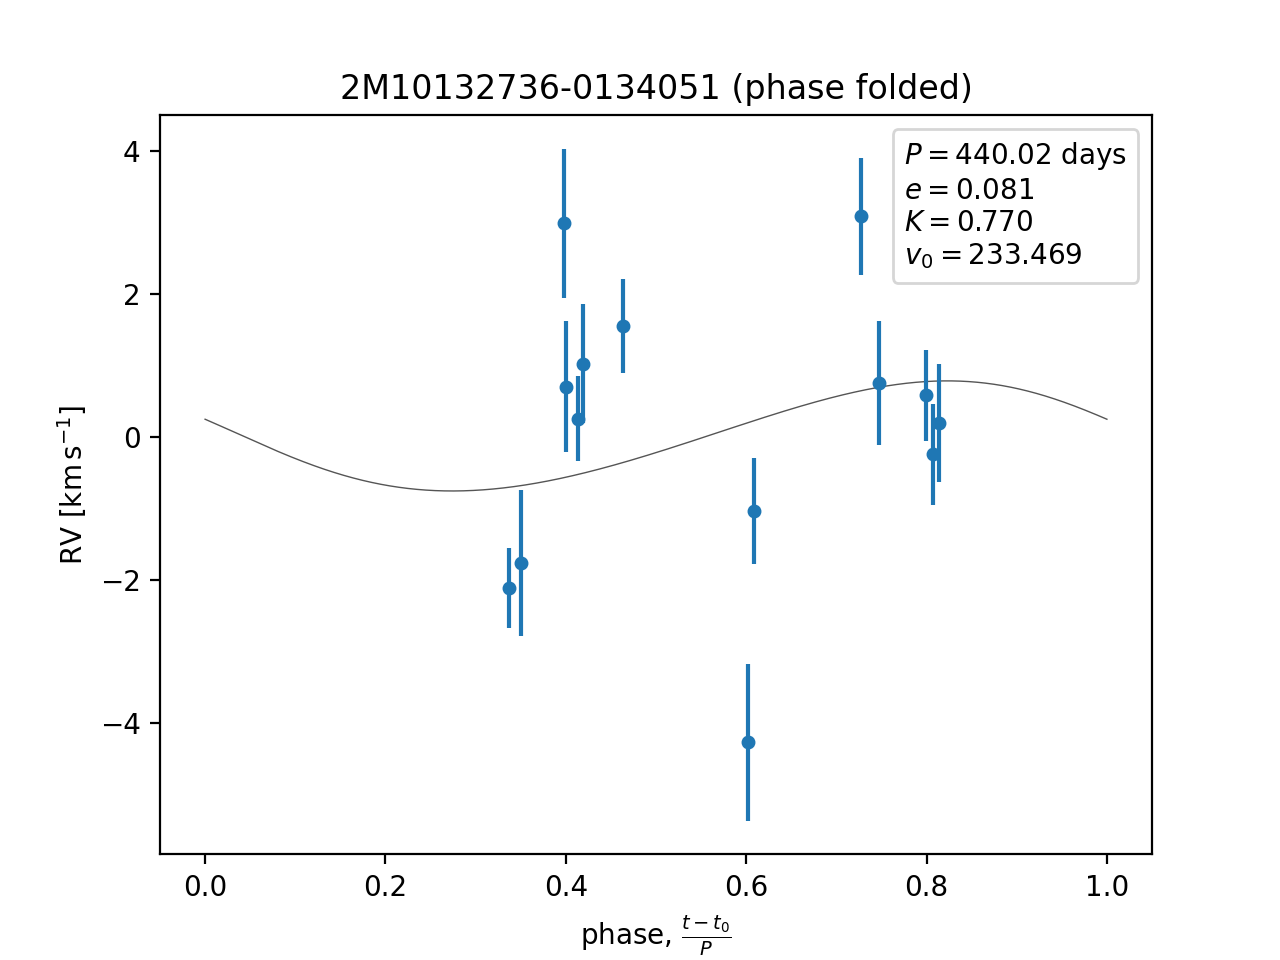 2M10132736-0134051 (phase folded)
P = 440.02 days
e = 0.081
K = 0.770
v₀ = 233.469
4
2
0
−2
−4
RV [km s⁻¹]
0.0 0.2 0.4 0.6 0.8 1.0
phase, (t − t₀)/P